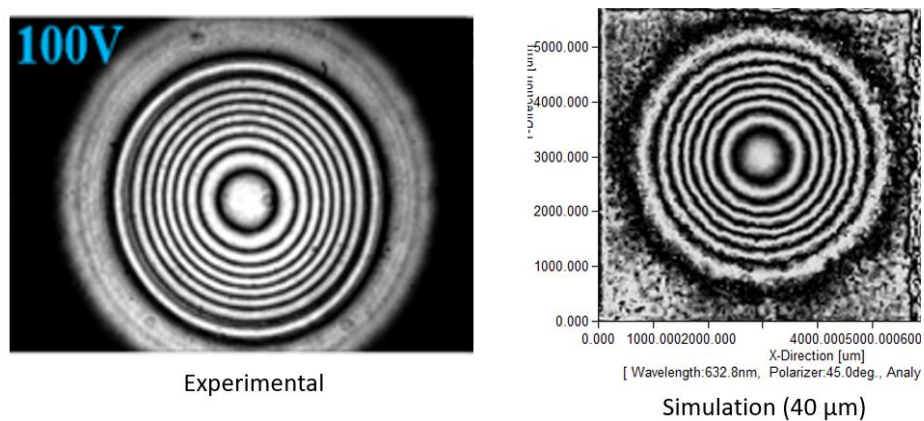 100V
Experimental
5000.000
4000.000
3000.000
2000.000
1000.000
0.000
0.000 1000.0002000.000 4000.0005000.000600
X-Direction [um]
[ Wavelength:632.8nm, Polarizer:45.0deg., Analy
Simulation (40 µm)